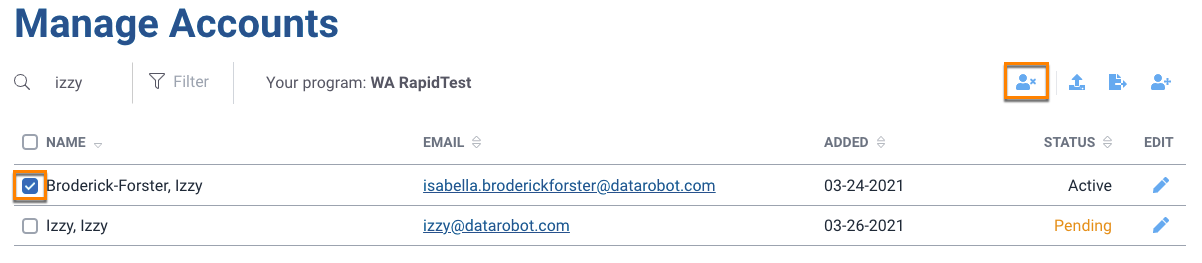 Manage Accounts
izzy Filter Your program: WA RapidTest
NAME EMAIL ADDED STATUS EDIT
Broderick-Forster, Izzy isabella.broderickforster@datarobot.com 03-24-2021 Active
Izzy, Izzy izzy@datarobot.com 03-26-2021 Pending